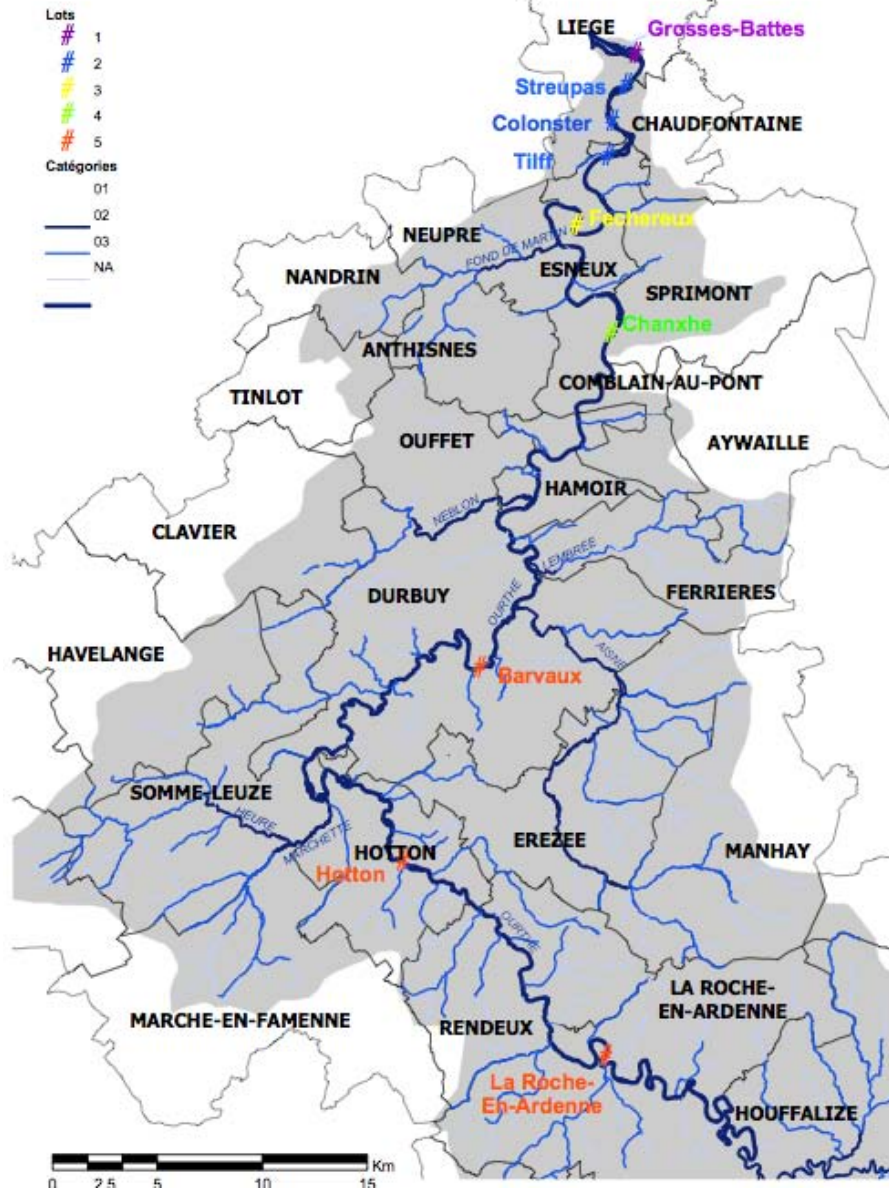 Lots
# 1
# 2
# 3
# 4
# 5
Catégories
01
02
03
NA
LIEGE
Grosses-Battes
Streupas
Colonster
CHAUDFONTAINE
Tilff
Fechereux
NEUPRE
FOND DE MARTIN
ESNEUX
NANDRIN
SPRIMONT
Chanxhe
ANTHISNES
COMBLAIN-AU-PONT
TINLOT
OUFFET
AYWAILLE
HAMOIR
NEBLON
CLAVIER
LEMBREE
DURBUY
OURTHE
FERRIERES
HAVELANGE
AISNE
Barvaux
SOMME-LEUZE
HEURE
MARCHETTE
HOTTON
EREZEE
MANHAY
Hotton
OURTHE
LA ROCHE-
EN-ARDENNE
MARCHE-EN-FAMENNE
RENDEUX
La Roche-
En-Ardenne
HOUFFALIZE
0 2.5 5 10 15 Km